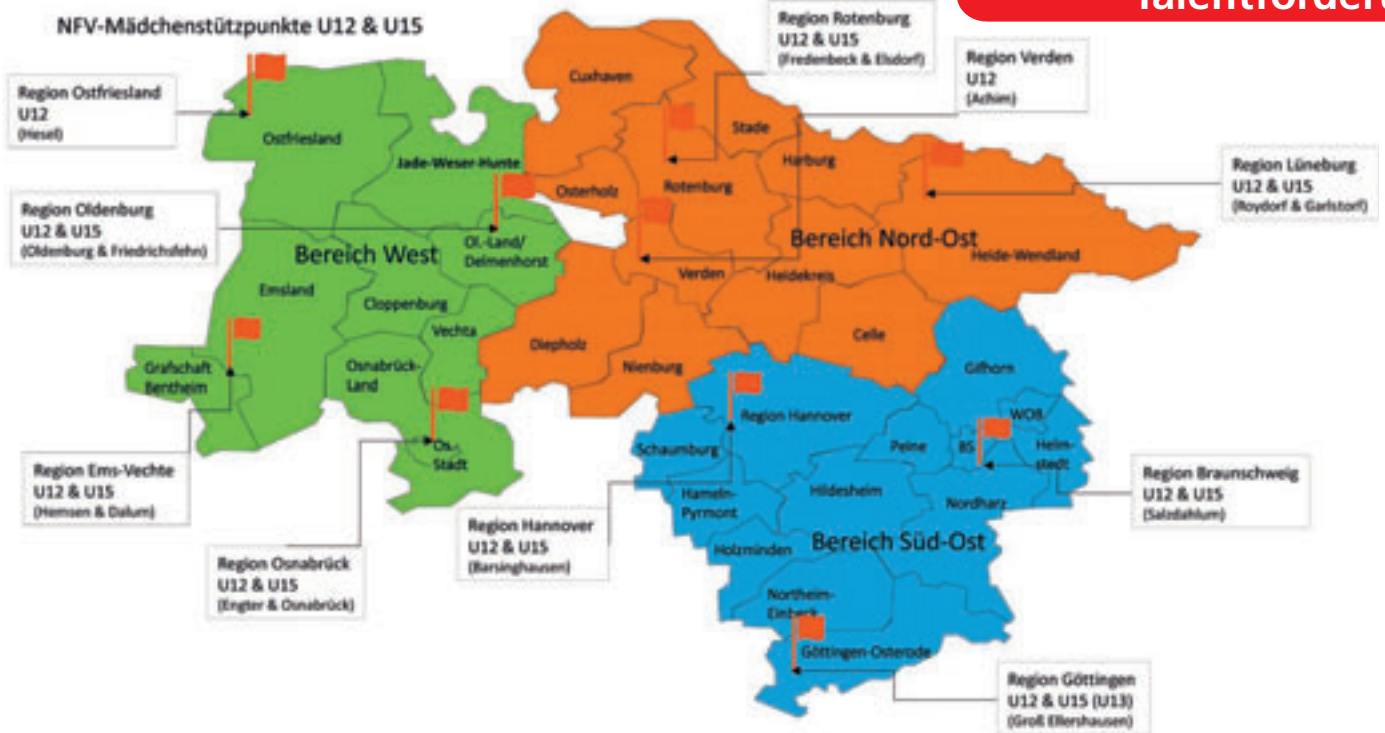 Talentförder
NFV-Mädchenstützpunkte U12 & U15
Region Rotenburg
U12 & U15
(Fredenbeck & Elsdorf)
Region Verden
U12
(Achim)
Region Ostfriesland
U12
(Hesel)
Region Lüneburg
U12 & U15
(Roydorf & Garlstorf)
Region Oldenburg
U12 & U15
(Oldenburg & Friedrichsfehn)
Cuxhaven
Stade
Ostfriesland
Jade-Weser-Hunte
Harburg
Osterholz
Rotenburg
Bereich West
Ol.-Land/
Delmenhorst
Bereich Nord-Ost
Heide-Wendland
Verden
Heidekreis
Emsland
Cloppenburg
Vechta
Diepholz
Celle
Nienburg
Grafschaft
Bentheim
Osnabrück-
Land
Gifhorn
Os.-
Stadt
Region Hannover
WOB
Schaumburg
Peine
BS
Helm-
stedt
Hameln-
Pyrmont
Hildesheim
Nordharz
Holzminden
Bereich Süd-Ost
Northeim-
Einbeck
Göttingen-Osterode
Region Ems-Vechte
U12 & U15
(Hemsen & Dalum)
Region Osnabrück
U12 & U15
(Engter & Osnabrück)
Region Hannover
U12 & U15
(Barsinghausen)
Region Braunschweig
U12 & U15
(Salzdahlum)
Region Göttingen
U12 & U15 (U13)
(Groß Ellershausen)